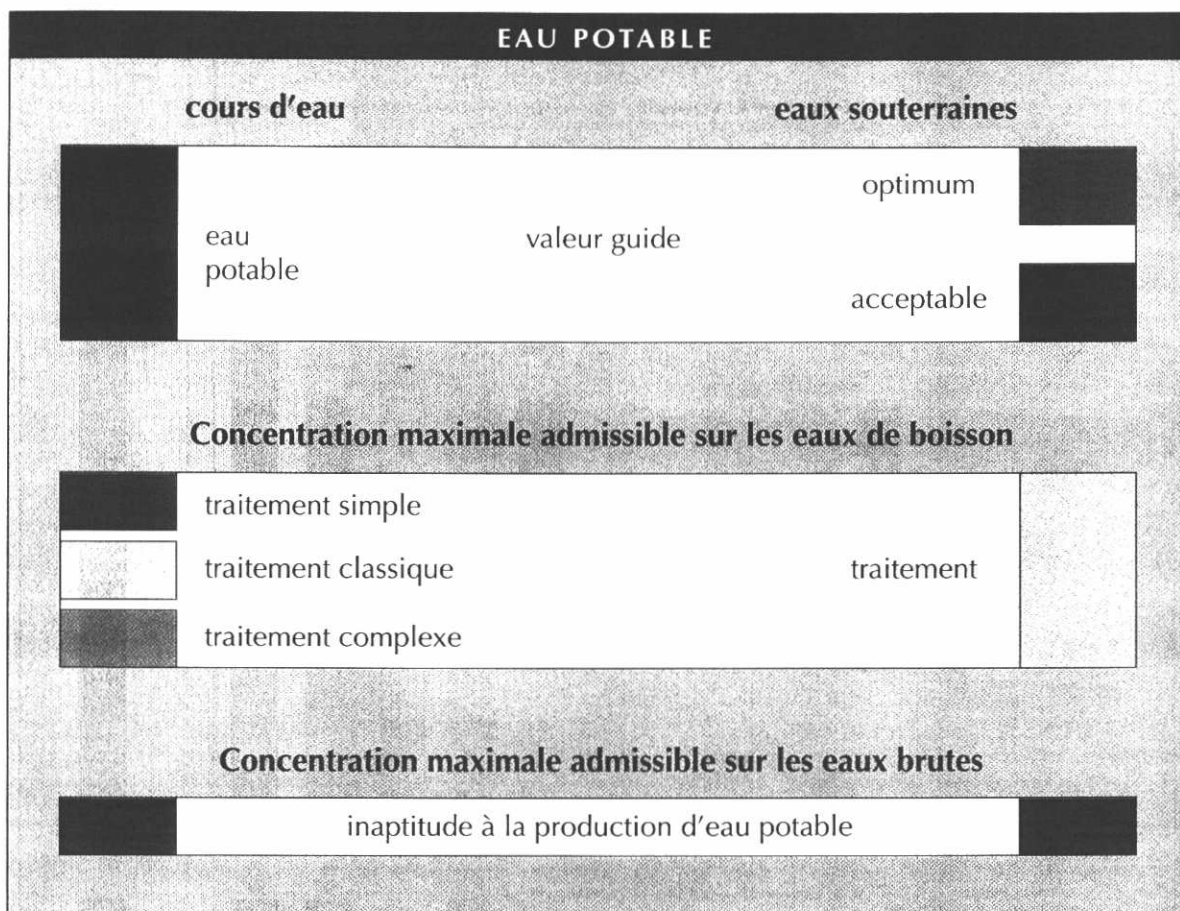 EAU POTABLE
cours d'eau
eaux souterraines
optimum
eau
potable
valeur guide
acceptable
Concentration maximale admissible sur les eaux de boisson
traitement simple
traitement classique
traitement
traitement complexe
Concentration maximale admissible sur les eaux brutes
inaptitude à la production d'eau potable